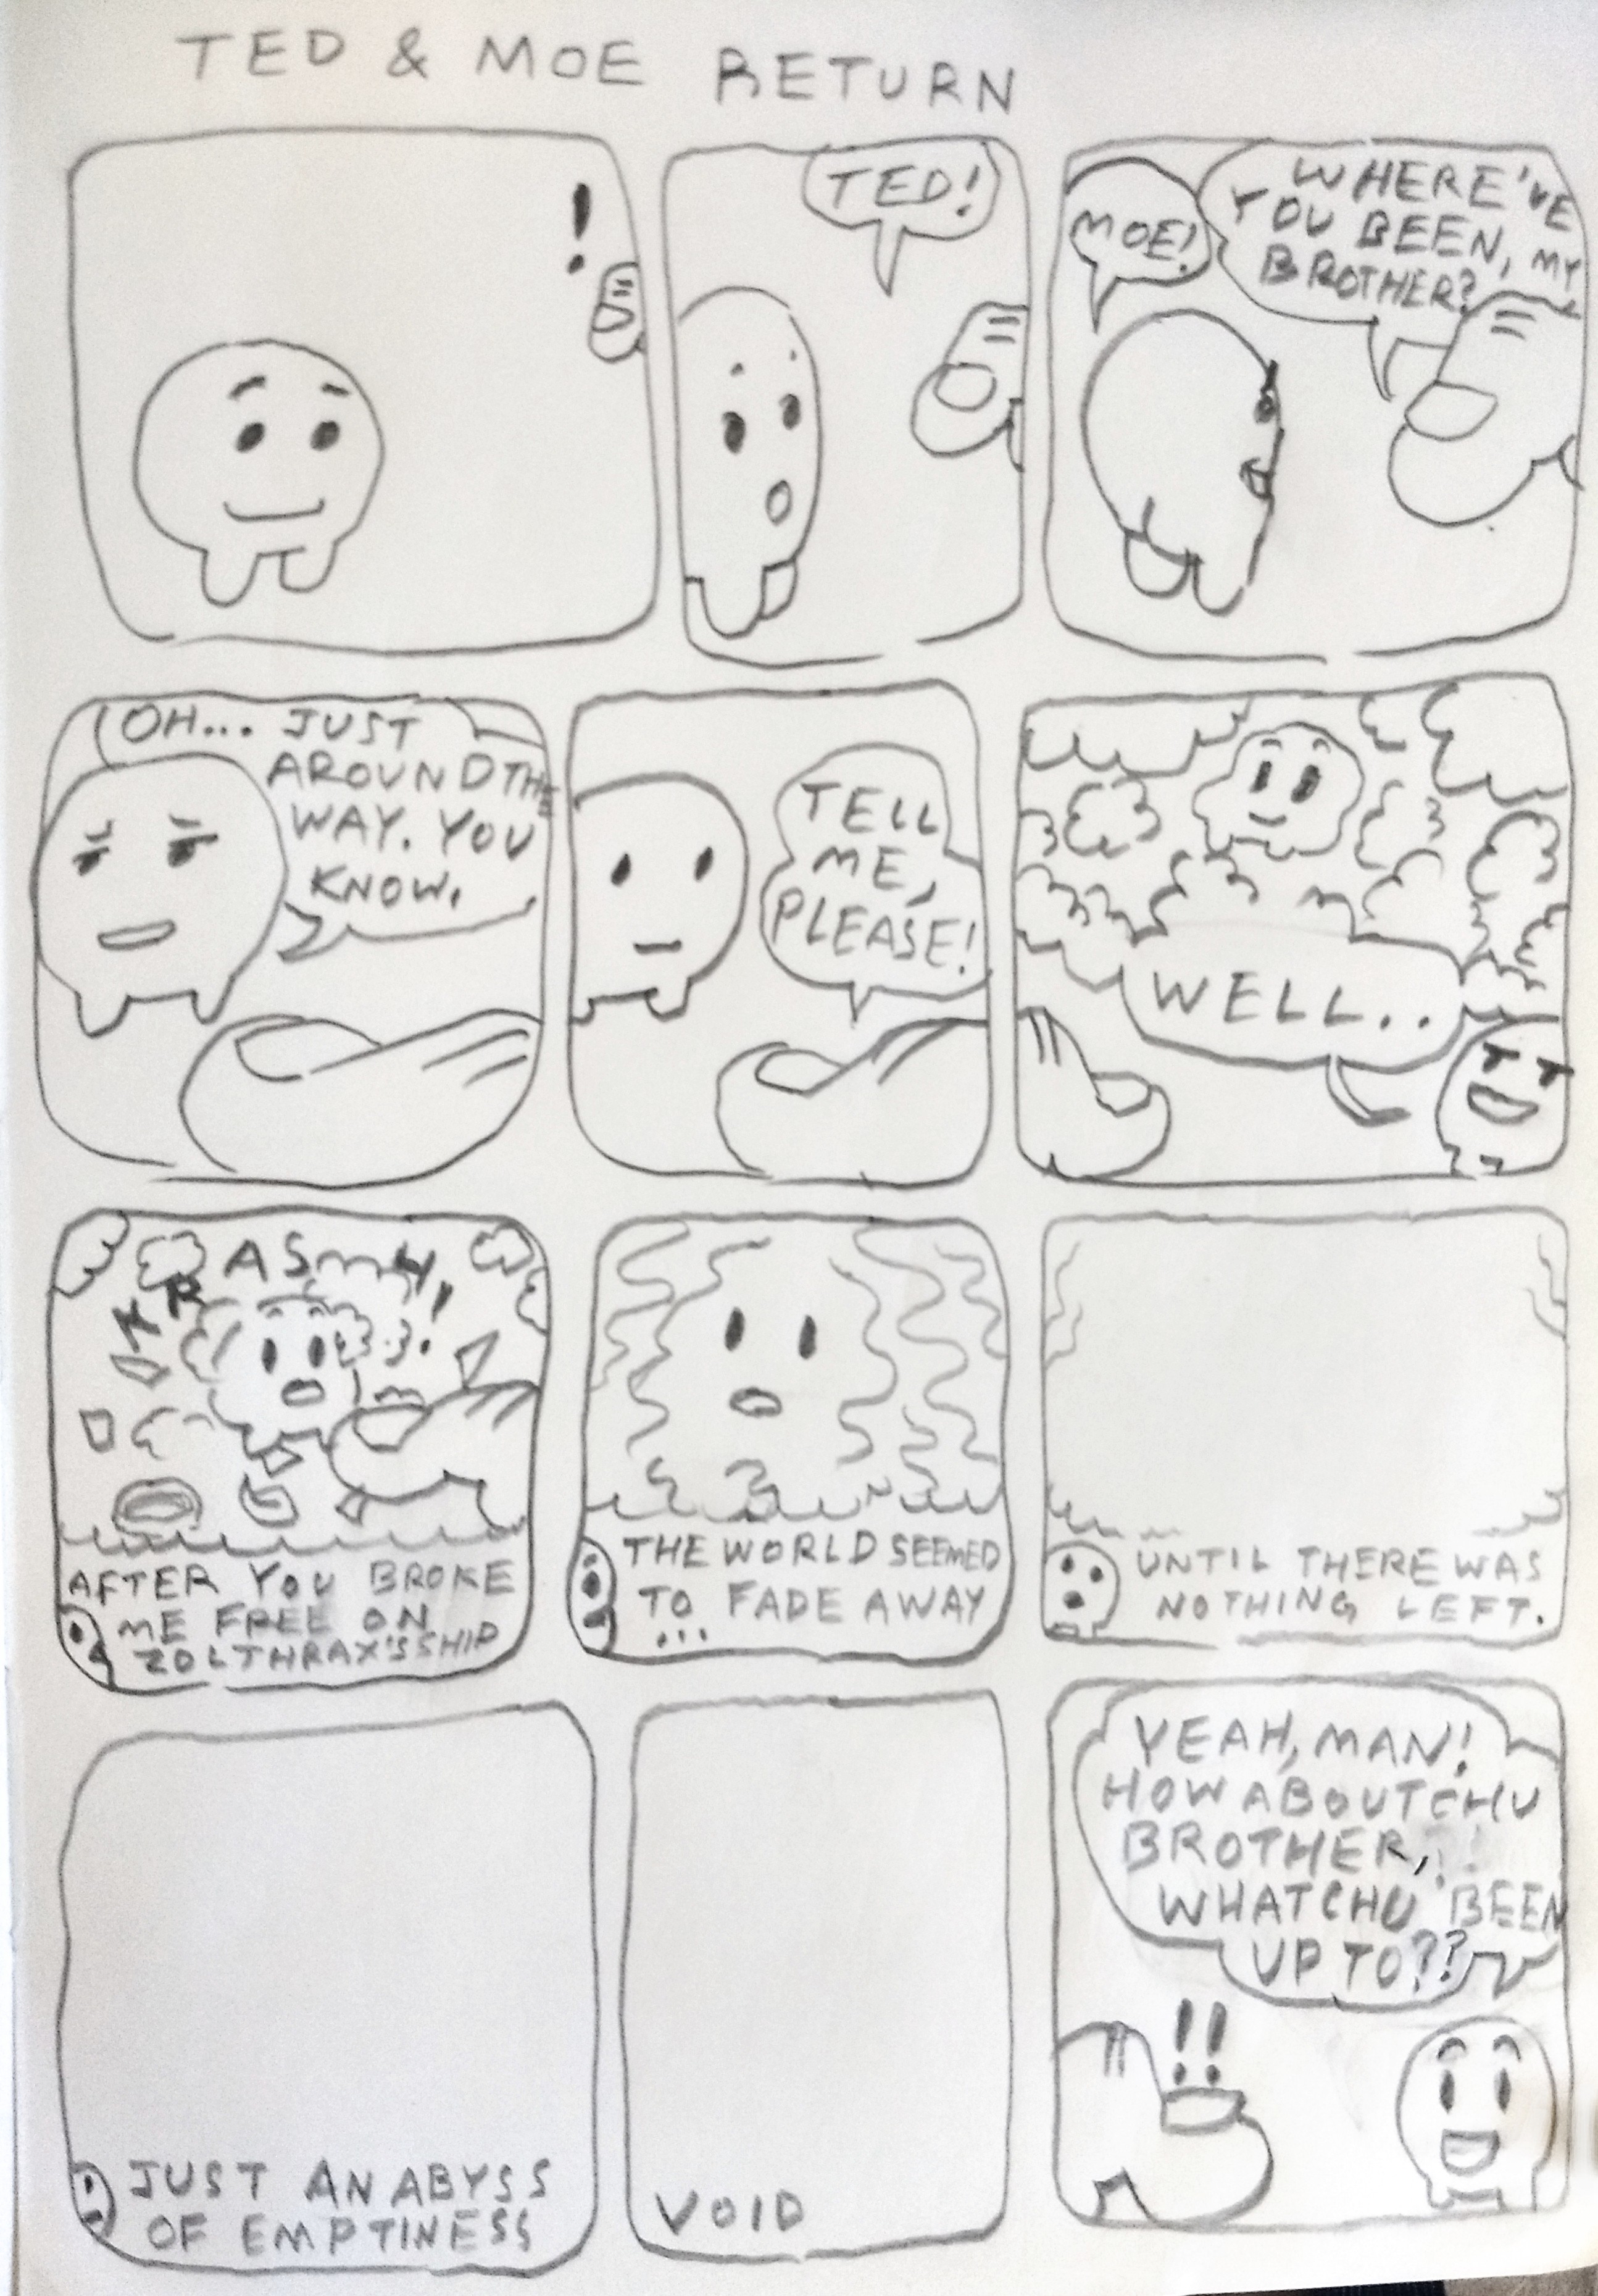 TED & MOE RETURN
!
TED!
MOE!
WHERE'VE
YOU BEEN, MY
BROTHER?
OH... JUST
AROUND THE
WAY. YOU
KNOW.
TELL
ME,
PLEASE!
WELL..
AFTER YOU BROKE
ME FREE ON
ZOLTHRAX'S SHIP
THE WORLD SEEMED
TO FADE AWAY
...
UNTIL THERE WAS
NOTHING LEFT.
JUST AN ABYSS
OF EMPTINESS
VOID
YEAH, MAN!
HOW ABOUTCHU
BROTHER,
WHATCHU BEEN
UP TO??
!!